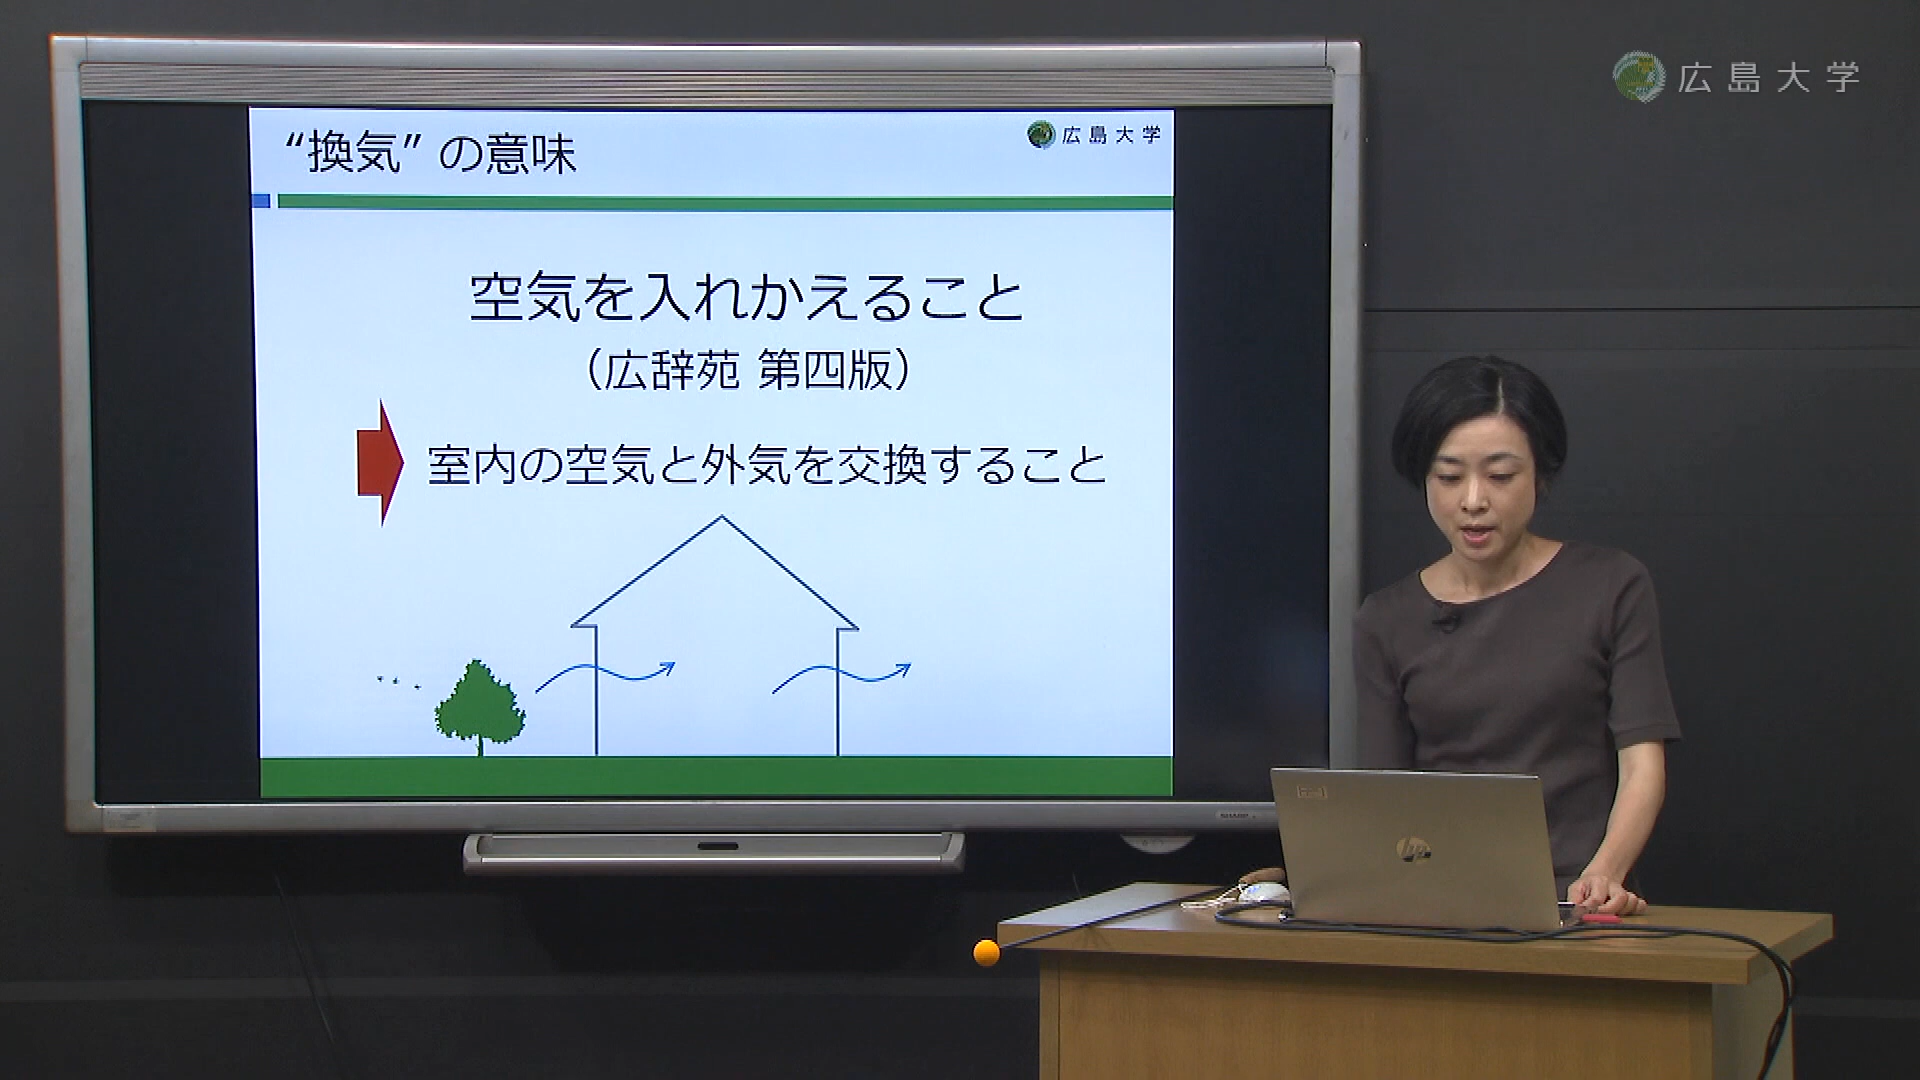 広島大学
“換気” の意味
広島大学
空気を入れかえること
（広辞苑 第四版）
室内の空気と外気を交換すること
SHARP
hp